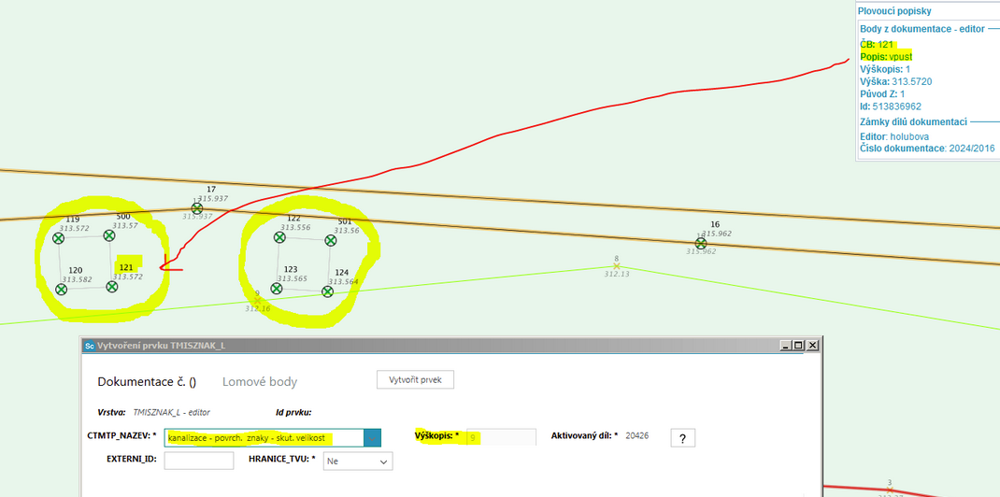 Plovoucí popisky
Body z dokumentace - editor
ČB: 121
Popis: vpust
Výškopis: 1
Výška: 313.5720
Původ Z: 1
Id: 513836962
Zámky dílů dokumentací
Editor: holubova
Číslo dokumentace: 2024/2016
17
315.937
315.937
119
313.572
500
313.57
122
313.556
501
313.56
16
315.962
315.962
120
313.582
121
313.572
123
313.565
124
313.564
8
312.13
9
312.16
Sc Vytvoření prvku TMISZNAK_L
Dokumentace č. () Lomové body Vytvořit prvek
Vrstva: TMISZNAK_L - editor Id prvku:
CTMTP_NAZEV: * kanalizace - povrch. znaky - skut. velikost Výškopis: * 9 Aktivovaný díl: * 20426 ?
EXTERNI_ID: HRANICE_TVU: * Ne
3